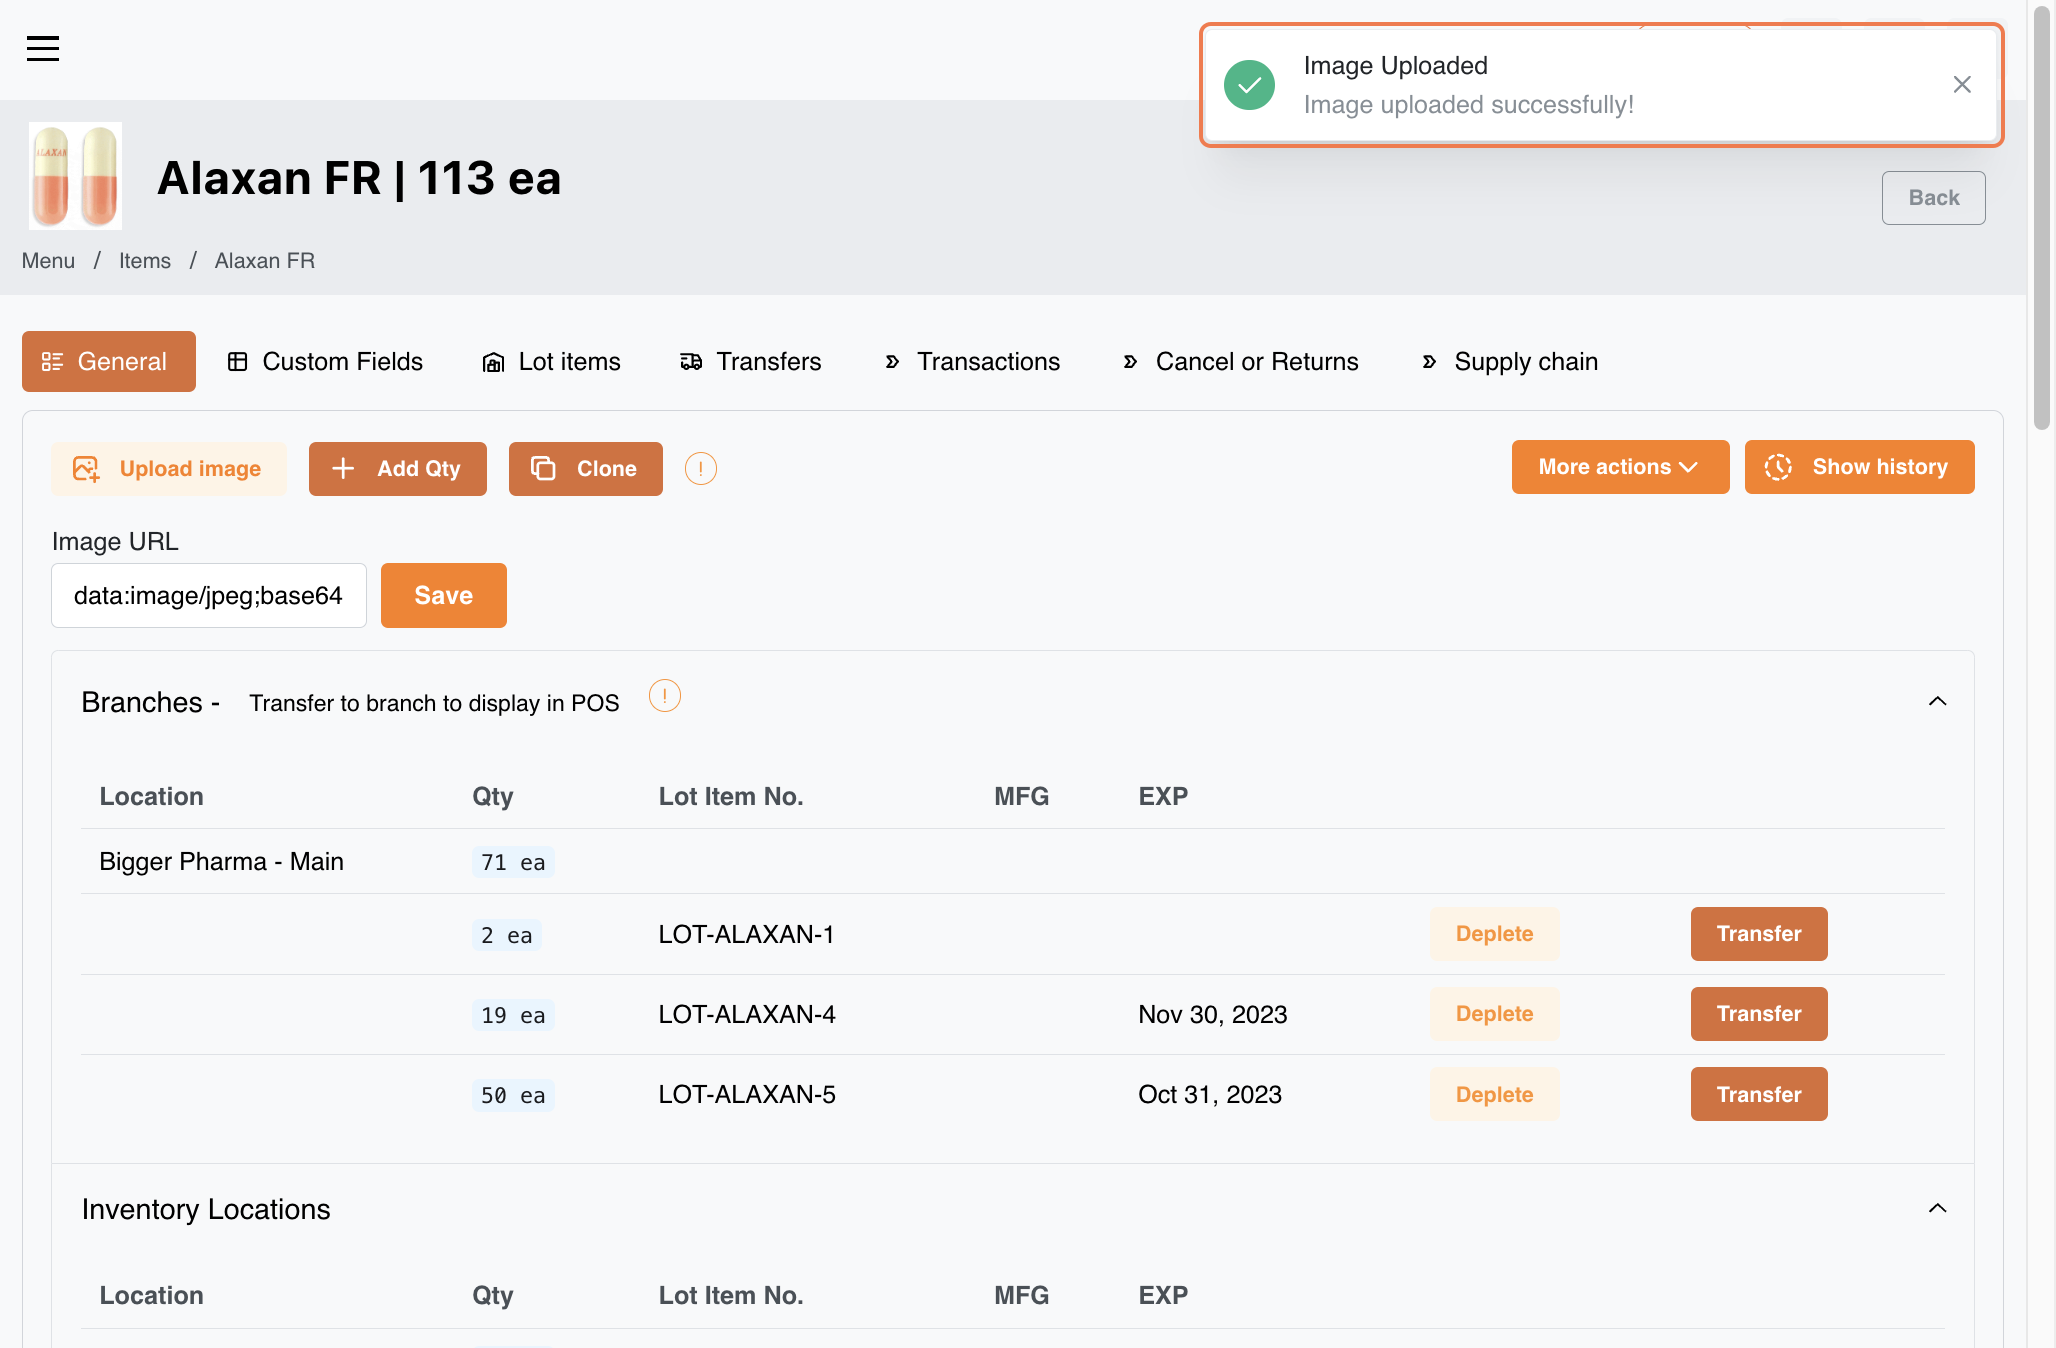 Image Uploaded
Image uploaded successfully!
ALAXAN
Alaxan FR | 113 ea
Back
Menu / Items / Alaxan FR
General Custom Fields Lot items Transfers Transactions Cancel or Returns Supply chain
Upload image Add Qty Clone ! More actions Show history
Image URL
data:image/jpeg;base64 Save
Branches - Transfer to branch to display in POS !
Location Qty Lot Item No. MFG EXP
Bigger Pharma - Main 71 ea
2 ea LOT-ALAXAN-1 Deplete Transfer
19 ea LOT-ALAXAN-4 Nov 30, 2023 Deplete Transfer
50 ea LOT-ALAXAN-5 Oct 31, 2023 Deplete Transfer
Inventory Locations
Location Qty Lot Item No. MFG EXP